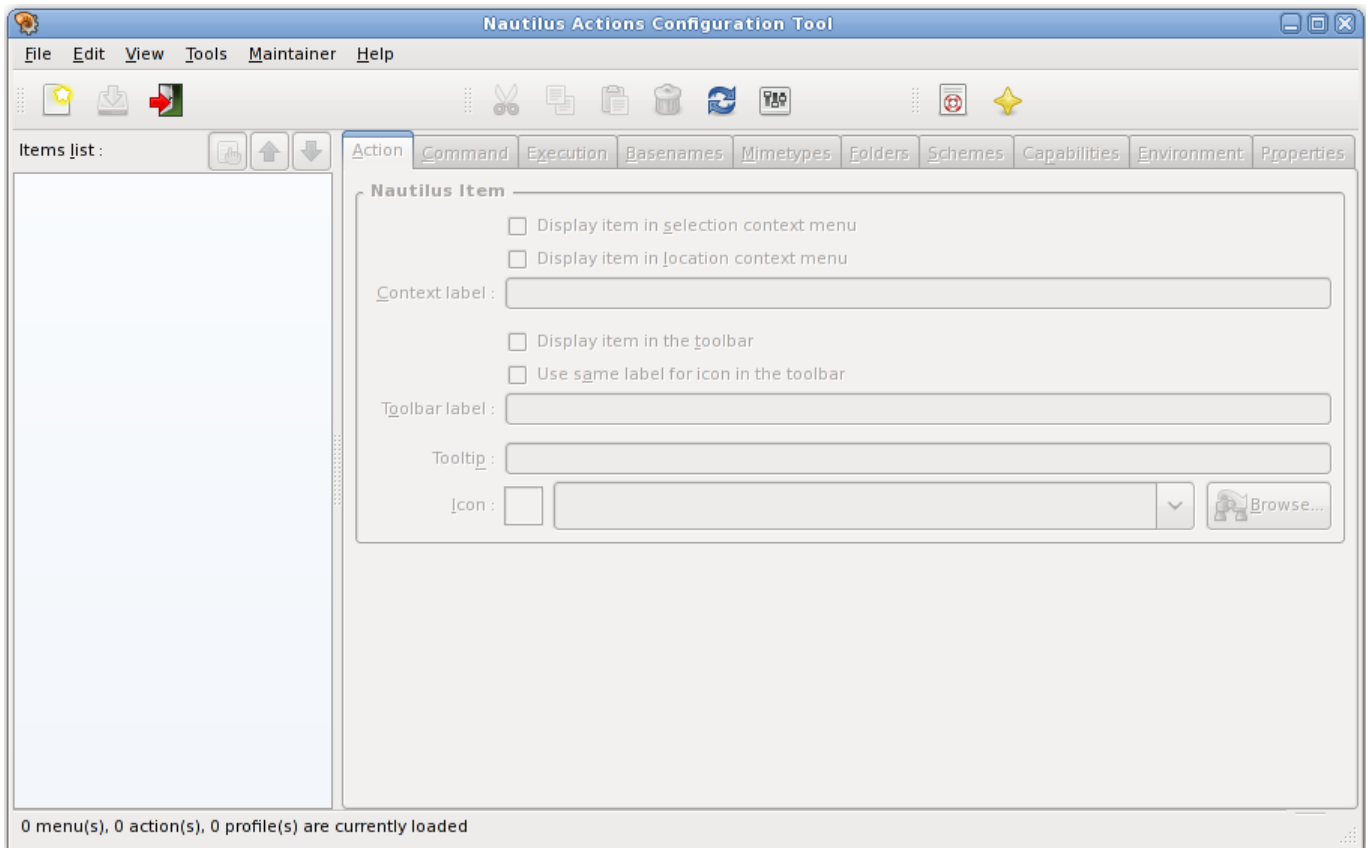 Nautilus Actions Configuration Tool
File Edit View Tools Maintainer Help
Items list :
Action Command Execution Basenames Mimetypes Folders Schemes Capabilities Environment Properties
Nautilus Item
Display item in selection context menu
Display item in location context menu
Context label :
Display item in the toolbar
Use same label for icon in the toolbar
Toolbar label :
Tooltip :
Icon : Browse...
0 menu(s), 0 action(s), 0 profile(s) are currently loaded